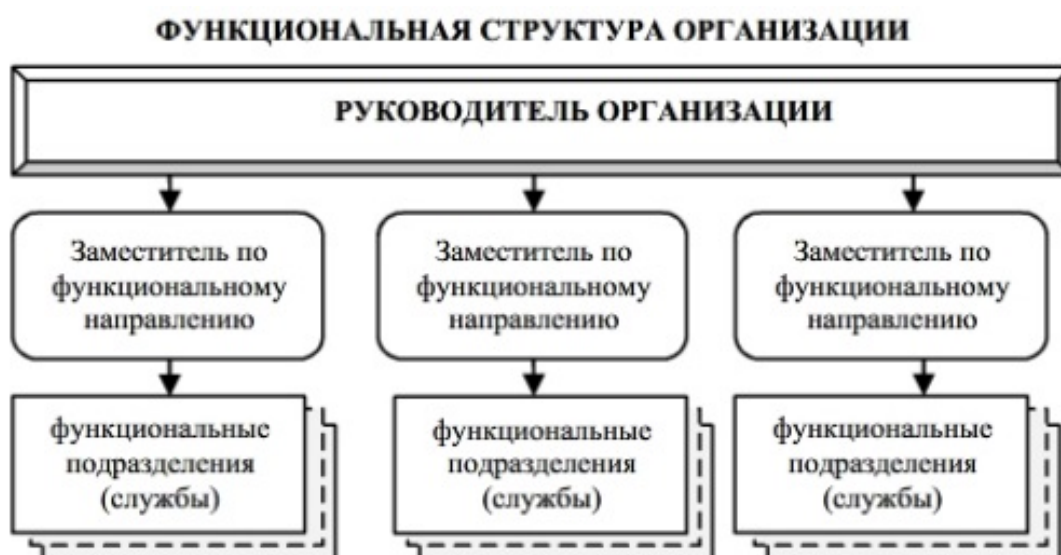 ФУНКЦИОНАЛЬНАЯ СТРУКТУРА ОРГАНИЗАЦИИ
РУКОВОДИТЕЛЬ ОРГАНИЗАЦИИ
Заместитель по
функциональному
направлению
Заместитель по
функциональному
направлению
Заместитель по
функциональному
направлению
функциональные
подразделения
(службы)
функциональные
подразделения
(службы)
функциональные
подразделения
(службы)